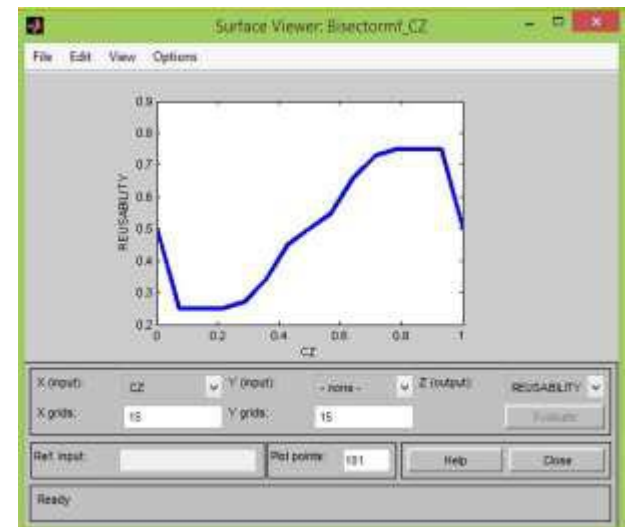 Surface Viewer: Bisectormf_CZ
File Edit View Options
0.9
0.8
0.7
0.6
0.5
0.4
0.3
0.2
REUSABILITY
0 0.2 0.4 0.6 0.8 1
CZ
X (input): CZ Y (input): - none - Z (output): REUSABILITY
X grids: 15 Y grids: 15 Evaluate
Ref. Input: Plot points: 101 Help Close
Ready